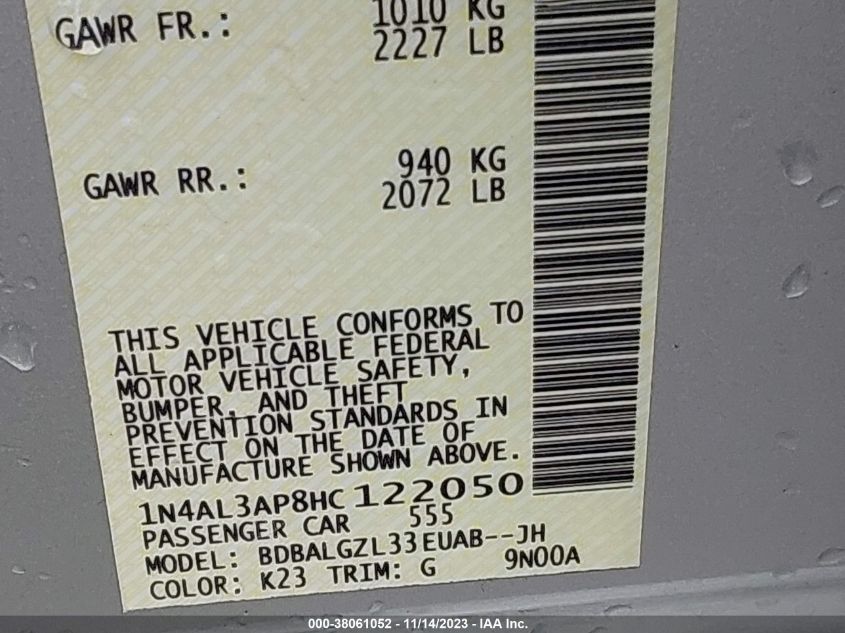 GAWR FR.: 1010 KG
2227 LB
GAWR RR.: 940 KG
2072 LB
THIS VEHICLE CONFORMS TO
ALL APPLICABLE FEDERAL
MOTOR VEHICLE SAFETY,
BUMPER, AND THEFT
PREVENTION STANDARDS IN
EFFECT ON THE DATE OF
MANUFACTURE SHOWN ABOVE.
1N4AL3AP8HC122050
PASSENGER CAR 555
MODEL: BDBALGZL33EUAB--JH
COLOR: K23 TRIM: G 9N00A
000-38061052 - 11/14/2023 - IAA Inc.